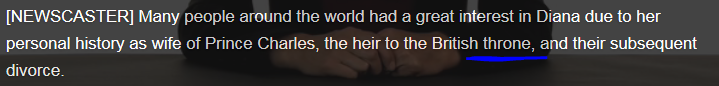 [NEWSCASTER] Many people around the world had a great interest in Diana due to her
personal history as wife of Prince Charles, the heir to the British throne, and their subsequent
divorce.